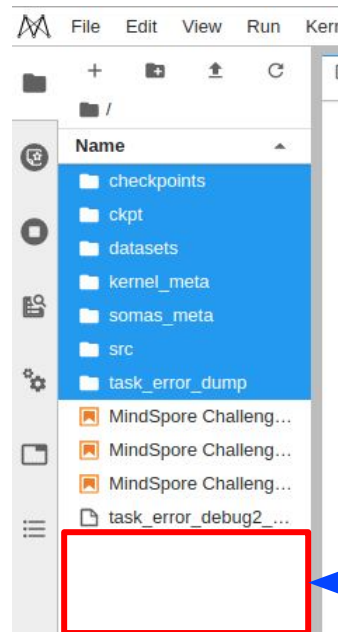 File Edit View Run Kern
/
Name
checkpoints
ckpt
datasets
kernel_meta
somas_meta
src
task_error_dump
MindSpore Challeng...
MindSpore Challeng...
MindSpore Challeng...
task_error_debug2_...